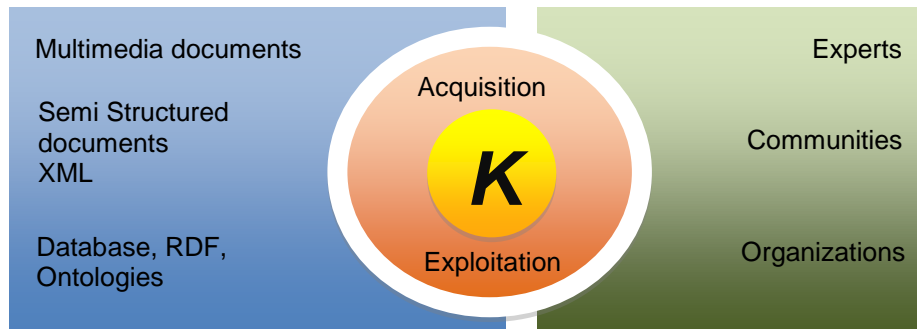 Multimedia documents
Semi Structured
documents
XML
Database, RDF,
Ontologies
Acquisition
K
Exploitation
Experts
Communities
Organizations